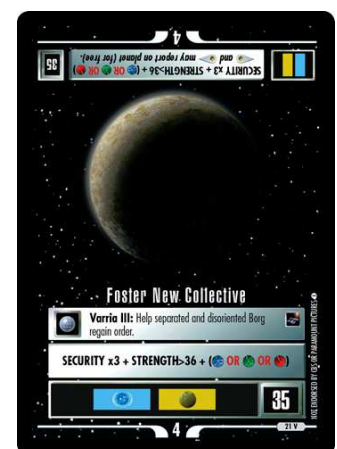 4
35
SECURITY x3 + STRENGTH>36 + ( OR OR )
and may report on planet (for free).
Foster New Collective
Varria III: Help separated and disoriented Borg
regain order.
SECURITY x3 + STRENGTH>36 + ( OR OR )
35
4
21 V
NOT ENDORSED BY CBS OR PARAMOUNT PICTURES